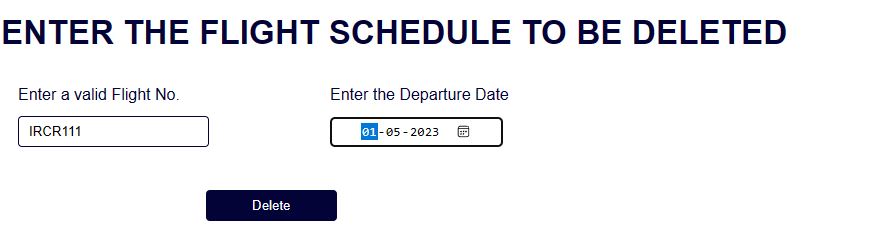 ENTER THE FLIGHT SCHEDULE TO BE DELETED
Enter a valid Flight No. Enter the Departure Date
IRCR111 01-05-2023
Delete